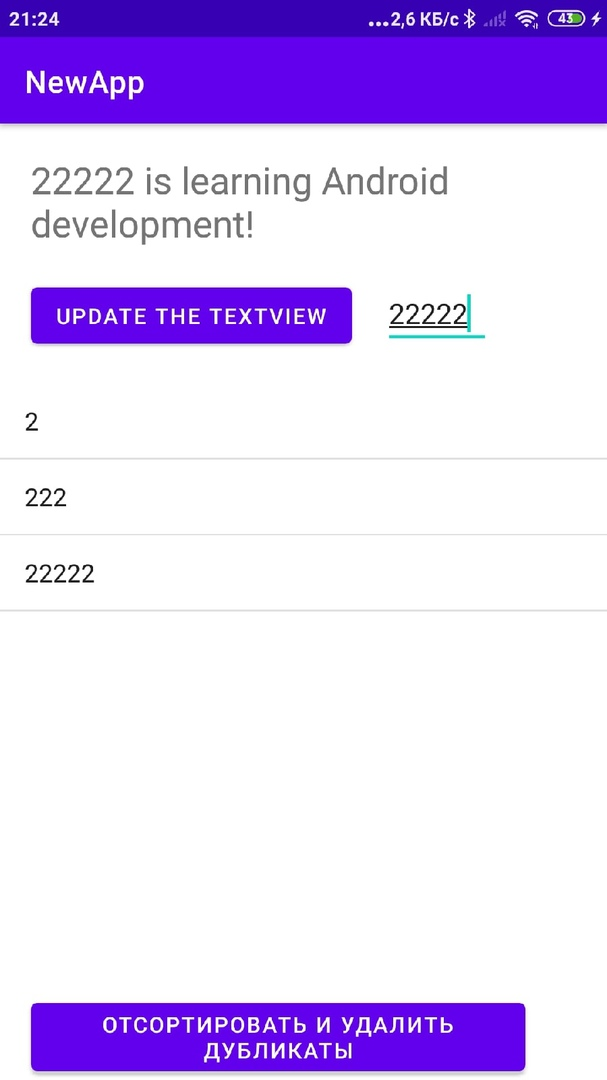 21:24
...2,6 КБ/с 43
NewApp
22222 is learning Android
development!
UPDATE THE TEXTVIEW
22222
2
222
22222
ОТСОРТИРОВАТЬ И УДАЛИТЬ
ДУБЛИКАТЫ